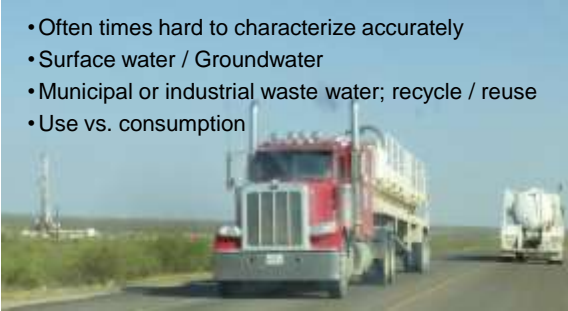 • Often times hard to characterize accurately
• Surface water / Groundwater
• Municipal or industrial waste water; recycle / reuse
• Use vs. consumption